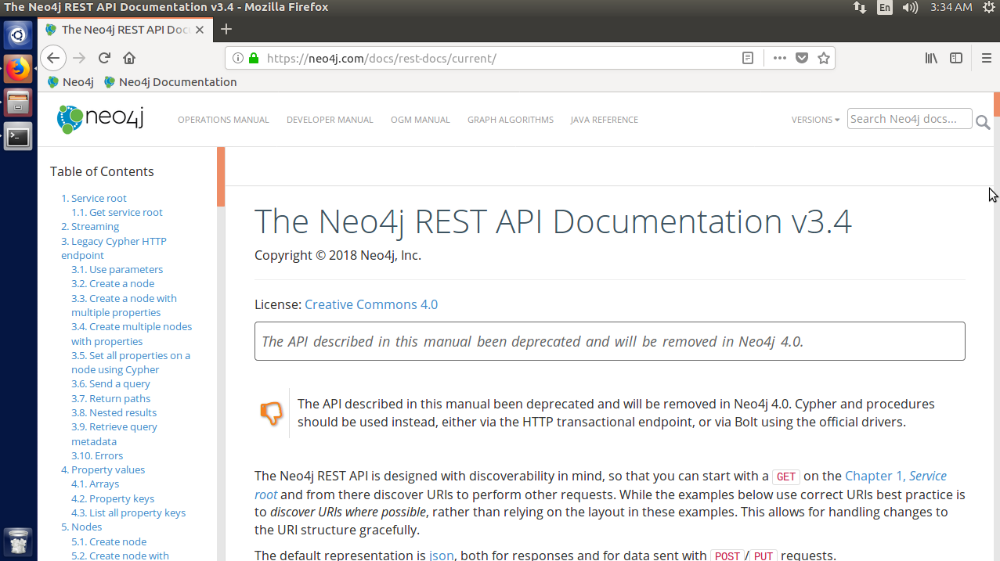 The Neo4j REST API Documentation v3.4 - Mozilla Firefox
En
3:34 AM
The Neo4j REST API Doc
https://neo4j.com/docs/rest-docs/current/
Neo4j
Neo4j Documentation
neo4j
OPERATIONS MANUAL
DEVELOPER MANUAL
OGM MANUAL
GRAPH ALGORITHMS
JAVA REFERENCE
VERSIONS
Search Neo4j docs...
Table of Contents
1. Service root
1.1. Get service root
2. Streaming
3. Legacy Cypher HTTP
endpoint
3.1. Use parameters
3.2. Create a node
3.3. Create a node with
multiple properties
3.4. Create multiple nodes
with properties
3.5. Set all properties on a
node using Cypher
3.6. Send a query
3.7. Return paths
3.8. Nested results
3.9. Retrieve query
metadata
3.10. Errors
4. Property values
4.1. Arrays
4.2. Property keys
4.3. List all property keys
5. Nodes
5.1. Create node
5.2. Create node with
The Neo4j REST API Documentation v3.4
Copyright © 2018 Neo4j, Inc.
License: Creative Commons 4.0
The API described in this manual been deprecated and will be removed in Neo4j 4.0.
The API described in this manual been deprecated and will be removed in Neo4j 4.0. Cypher and procedures
should be used instead, either via the HTTP transactional endpoint, or via Bolt using the official drivers.
The Neo4j REST API is designed with discoverability in mind, so that you can start with a GET on the Chapter 1, Service
root and from there discover URIs to perform other requests. While the examples below use correct URIs best practice is
to discover URIs where possible, rather than relying on the layout in these examples. This allows for handling changes to
the URI structure gracefully.
The default representation is json, both for responses and for data sent with POST/PUT requests.